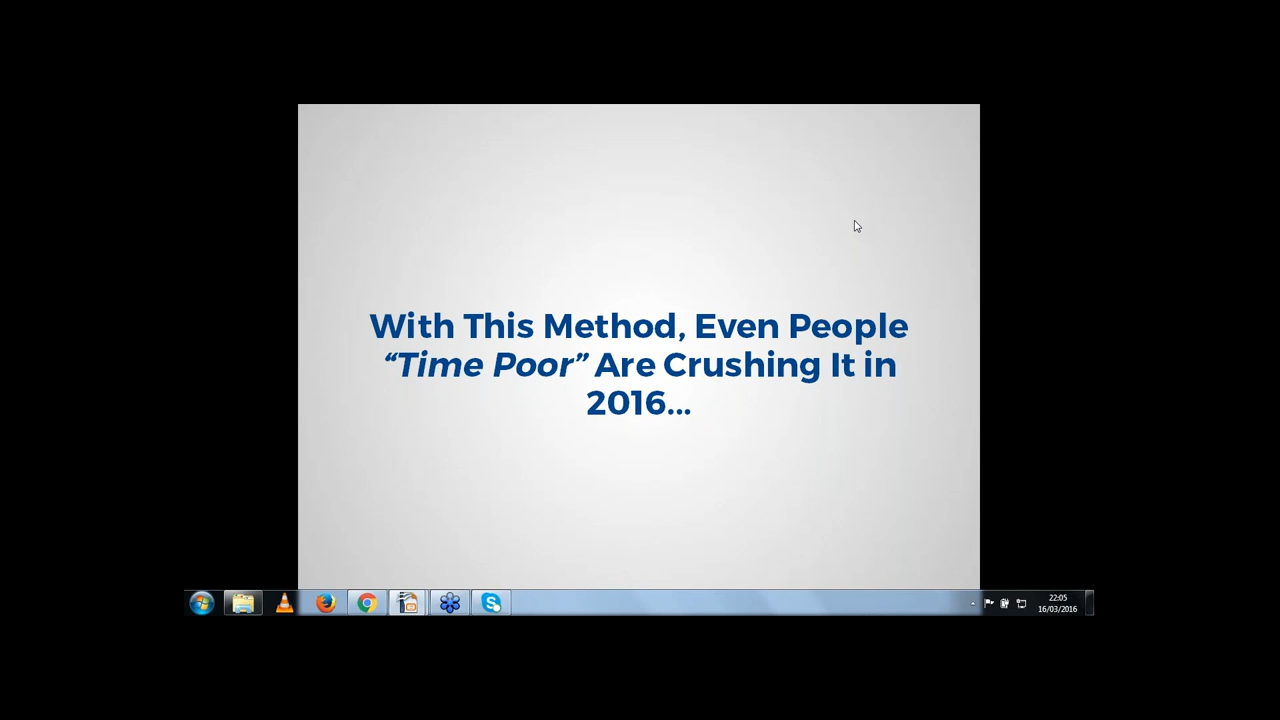 With This Method, Even People
“Time Poor” Are Crushing It in
2016...
22:05
16/03/2016